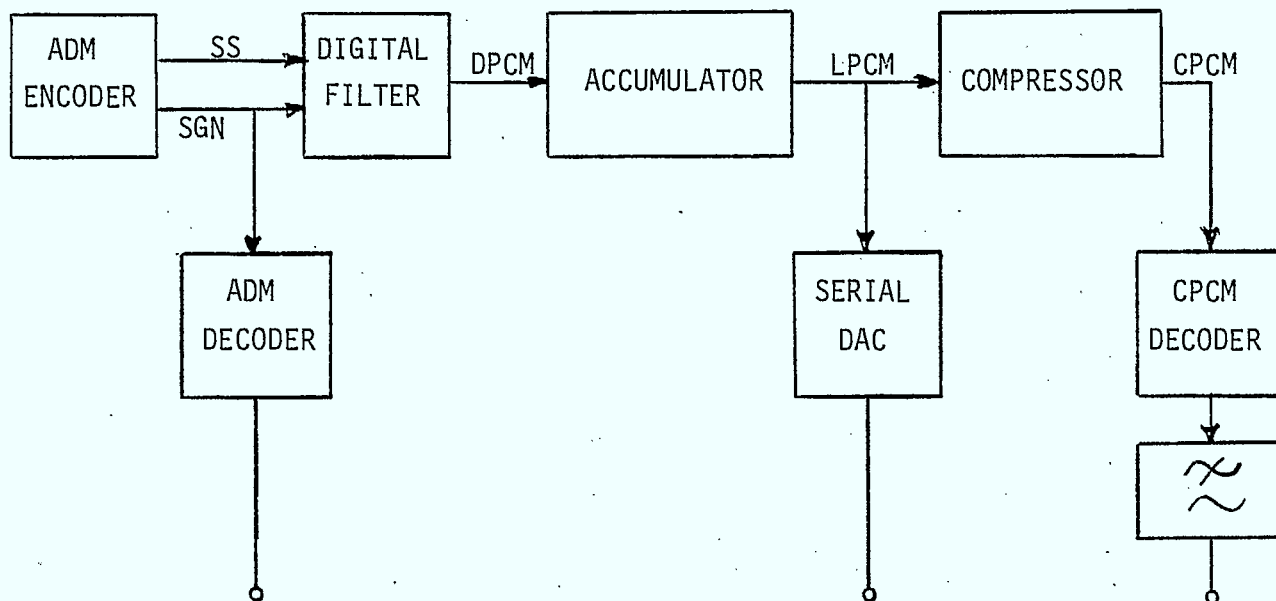 ADM
ENCODER
SS
SGN
DIGITAL
FILTER
DPCM
ACCUMULATOR
LPCM
COMPRESSOR
CPCM
ADM
DECODER
SERIAL
DAC
CPCM
DECODER